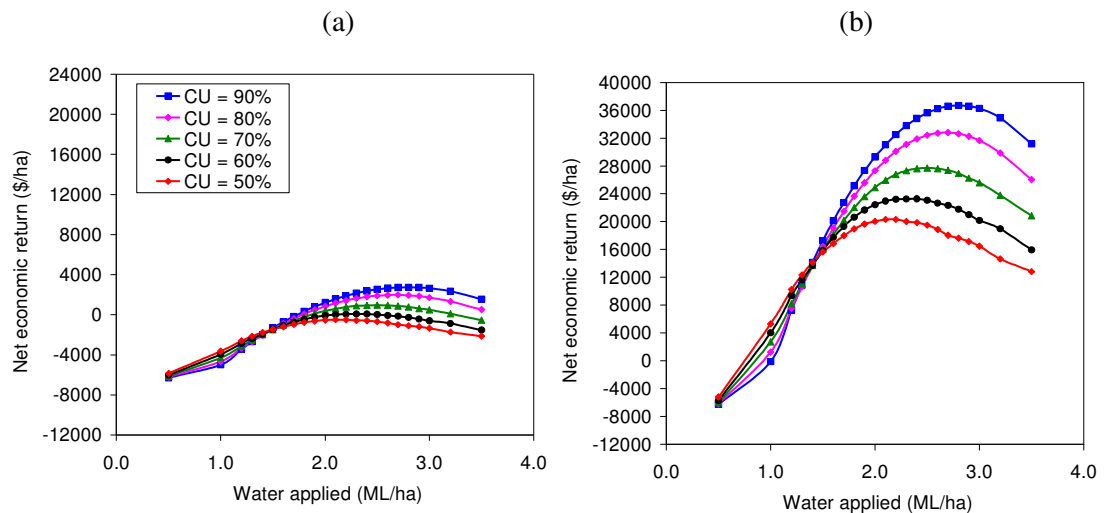 (a)
Net economic return ($/ha)
24000
20000
16000
12000
8000
4000
0
-4000
-8000
-12000
CU = 90%
CU = 80%
CU = 70%
CU = 60%
CU = 50%
0.0 1.0 2.0 3.0 4.0
Water applied (ML/ha)
(b)
Net economic return ($/ha)
40000
36000
32000
28000
24000
20000
16000
12000
8000
4000
0
-4000
-8000
-12000
0.0 1.0 2.0 3.0 4.0
Water applied (ML/ha)